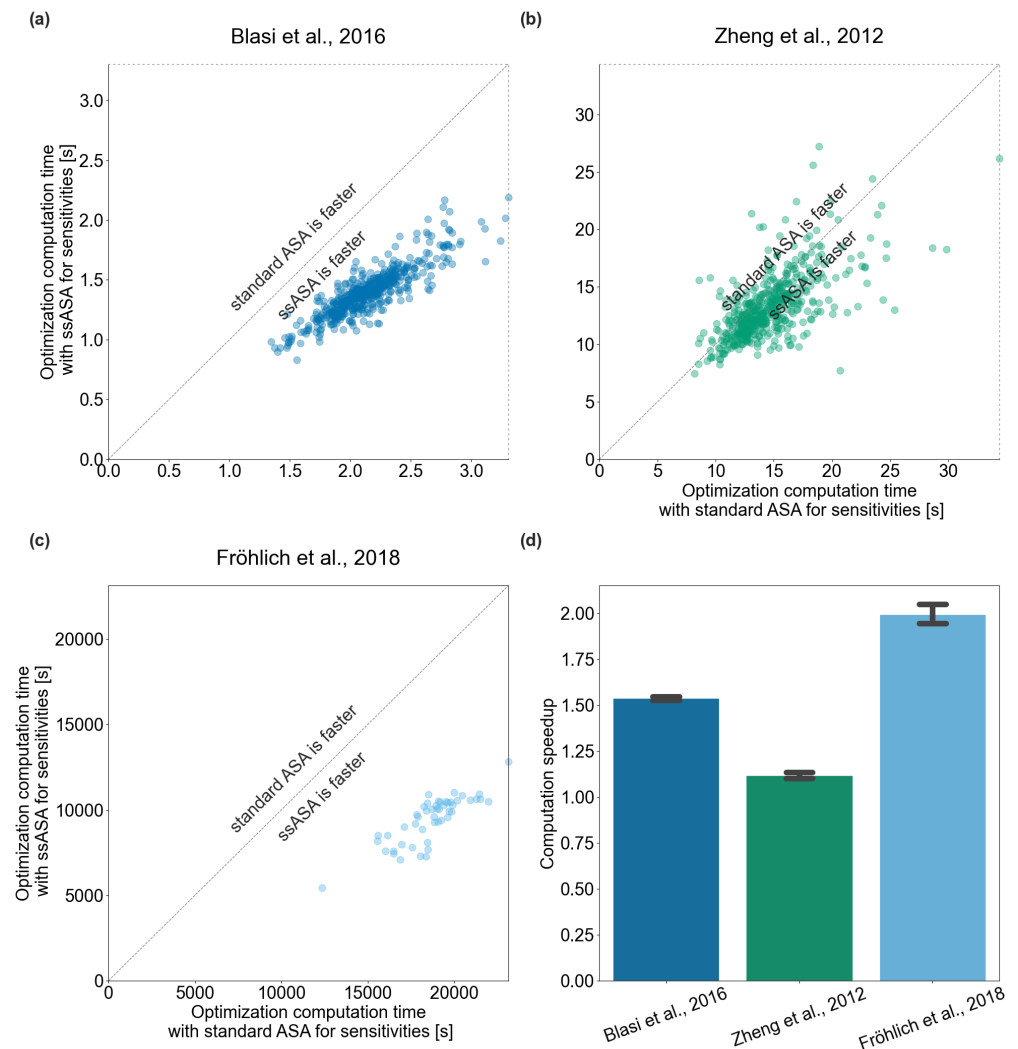 (a)
Blasi et al., 2016
Optimization computation time
with ssASA for sensitivities [s]
3.0
2.5
2.0
1.5
1.0
0.5
0.0
standard ASA is faster
ssASA is faster
0.0
0.5
1.0
1.5
2.0
2.5
3.0
(b)
Zheng et al., 2012
30
25
20
15
10
5
0
standard ASA is faster
ssASA is faster
0
5
10
15
20
25
30
Optimization computation time
with standard ASA for sensitivities [s]
(c)
Fröhlich et al., 2018
Optimization computation time
with ssASA for sensitivities [s]
20000
15000
10000
5000
0
standard ASA is faster
ssASA is faster
0
5000
10000
15000
20000
Optimization computation time
with standard ASA for sensitivities [s]
(d)
Computation speedup
2.00
1.75
1.50
1.25
1.00
0.75
0.50
0.25
0.00
Blasi et al., 2016
Zheng et al., 2012
Fröhlich et al., 2018